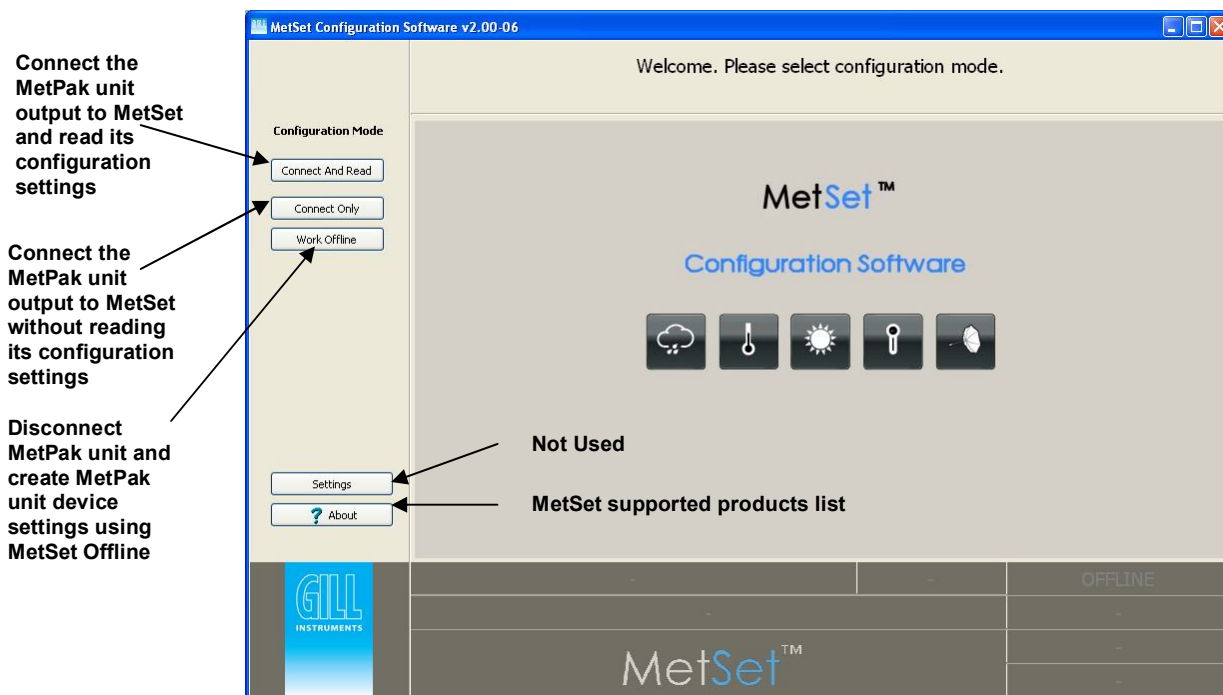 MetSet Configuration Software v2.00-06
Connect the
MetPak unit
output to MetSet
and read its
configuration
settings
Connect the
MetPak unit
output to MetSet
without reading
its configuration
settings
Disconnect
MetPak unit and
create MetPak
unit device
settings using
MetSet Offline
Welcome. Please select configuration mode.
Configuration Mode
Connect And Read
Connect Only
Work Offline
MetSet™
Configuration Software
Settings
? About
Not Used
MetSet supported products list
GILL
INSTRUMENTS
- - OFFLINE
- -
MetSet™ -
-